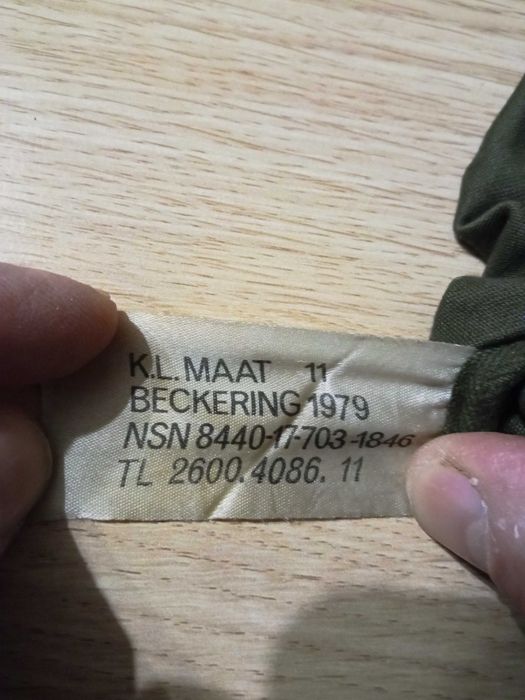 K.L. MAAT 11
BECKERING 1979
NSN 8440-17-703-1846
TL 2600.4086.11